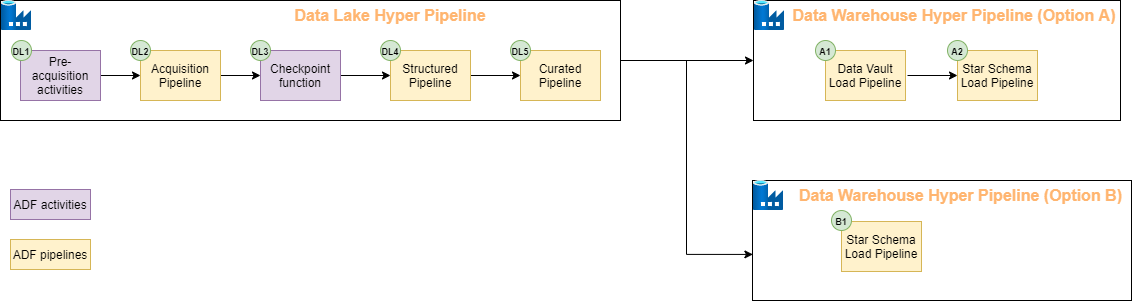 Data Lake Hyper Pipeline
DL1
Pre-
acquisition
activities
DL2
Acquisition
Pipeline
DL3
Checkpoint
function
DL4
Structured
Pipeline
DL5
Curated
Pipeline
Data Warehouse Hyper Pipeline (Option A)
A1
Data Vault
Load Pipeline
A2
Star Schema
Load Pipeline
ADF activities
ADF pipelines
Data Warehouse Hyper Pipeline (Option B)
B1
Star Schema
Load Pipeline